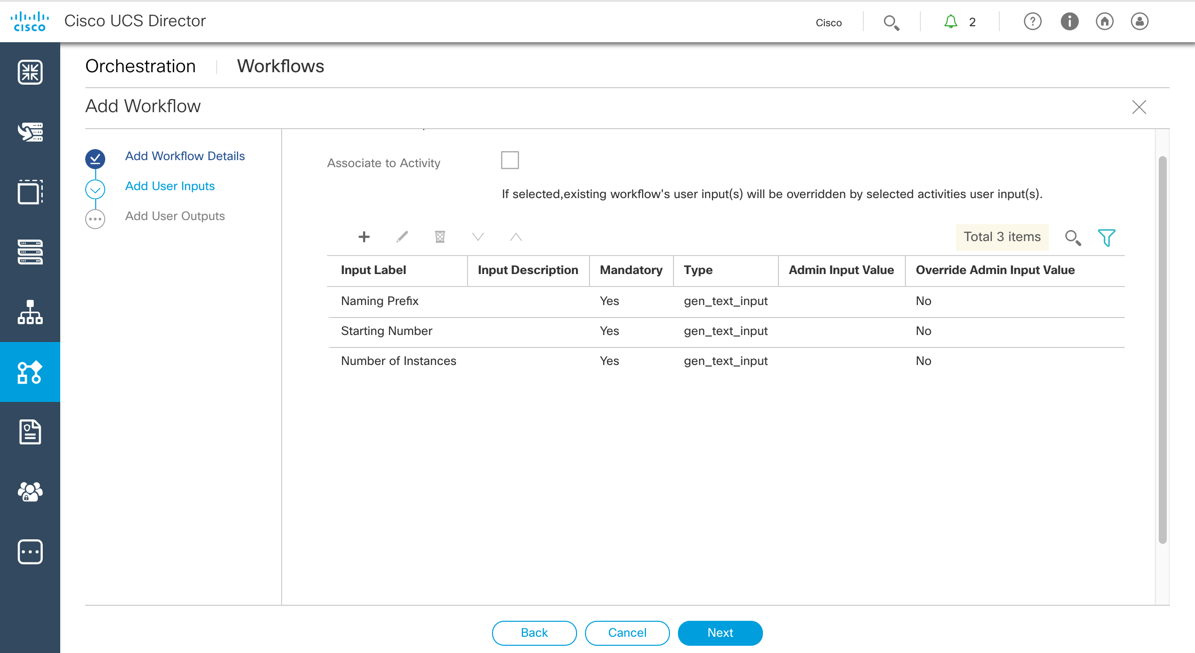 CISCO
Cisco UCS Director
Cisco
2
Orchestration
Workflows
Add Workflow
Add Workflow Details
Add User Inputs
Add User Outputs
Associate to Activity
If selected,existing workflow's user input(s) will be overridden by selected activities user input(s).
Total 3 items
Input Label Input Description Mandatory Type Admin Input Value Override Admin Input Value
Naming Prefix Yes gen_text_input No
Starting Number Yes gen_text_input No
Number of Instances Yes gen_text_input No
Back Cancel Next